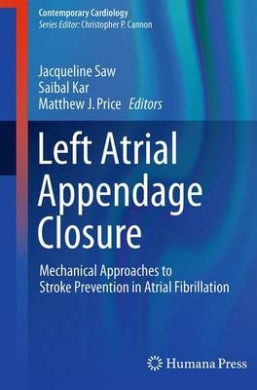 Contemporary Cardiology
Series Editor: Christopher P. Cannon
Jacqueline Saw
Saibal Kar
Matthew J. Price Editors
Left Atrial
Appendage
Closure
Mechanical Approaches to
Stroke Prevention in Atrial Fibrillation
Humana Press